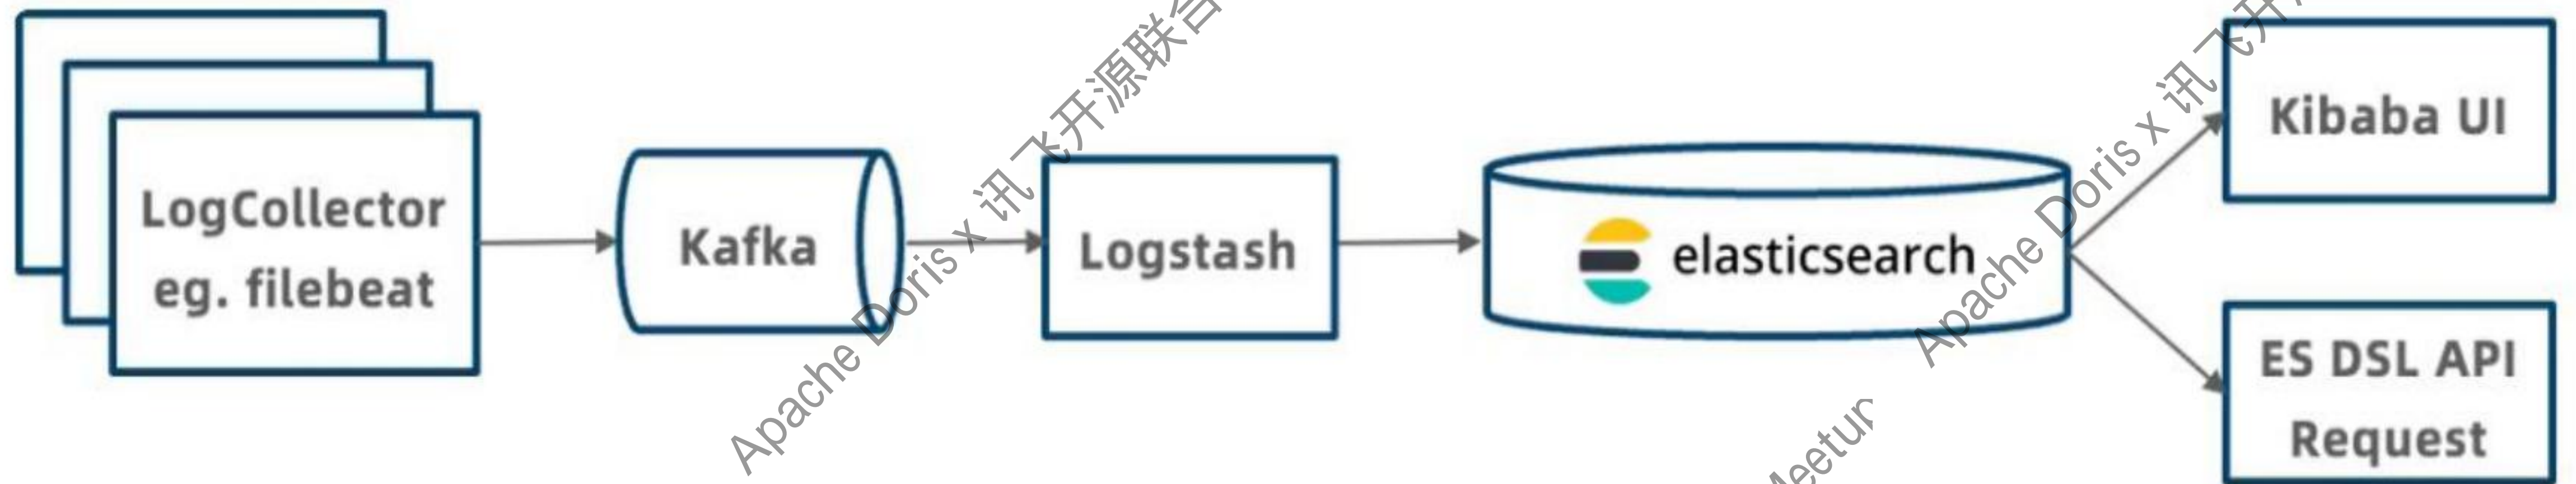 LogCollector
eg. filebeat
Kafka
Logstash
elasticsearch
Kibaba UI
ES DSL API
Request
Apache Doris x 讯飞开源联合
Apache Doris x 讯飞开